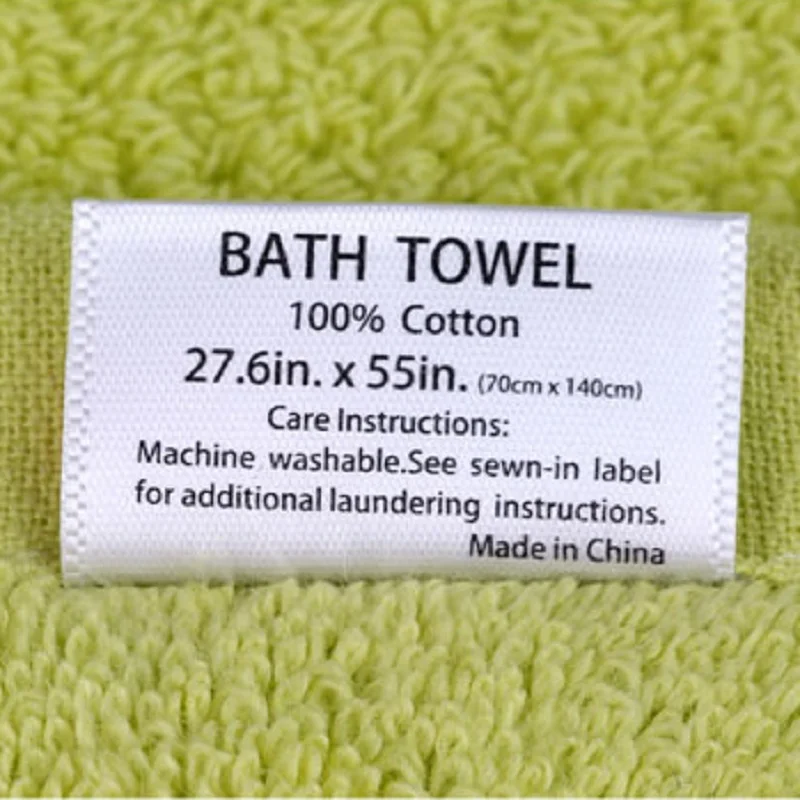 BATH TOWEL
100% Cotton
27.6in. x 55in. (70cm x 140cm)
Care Instructions:
Machine washable.See sewn-in label
for additional laundering instructions.
Made in China